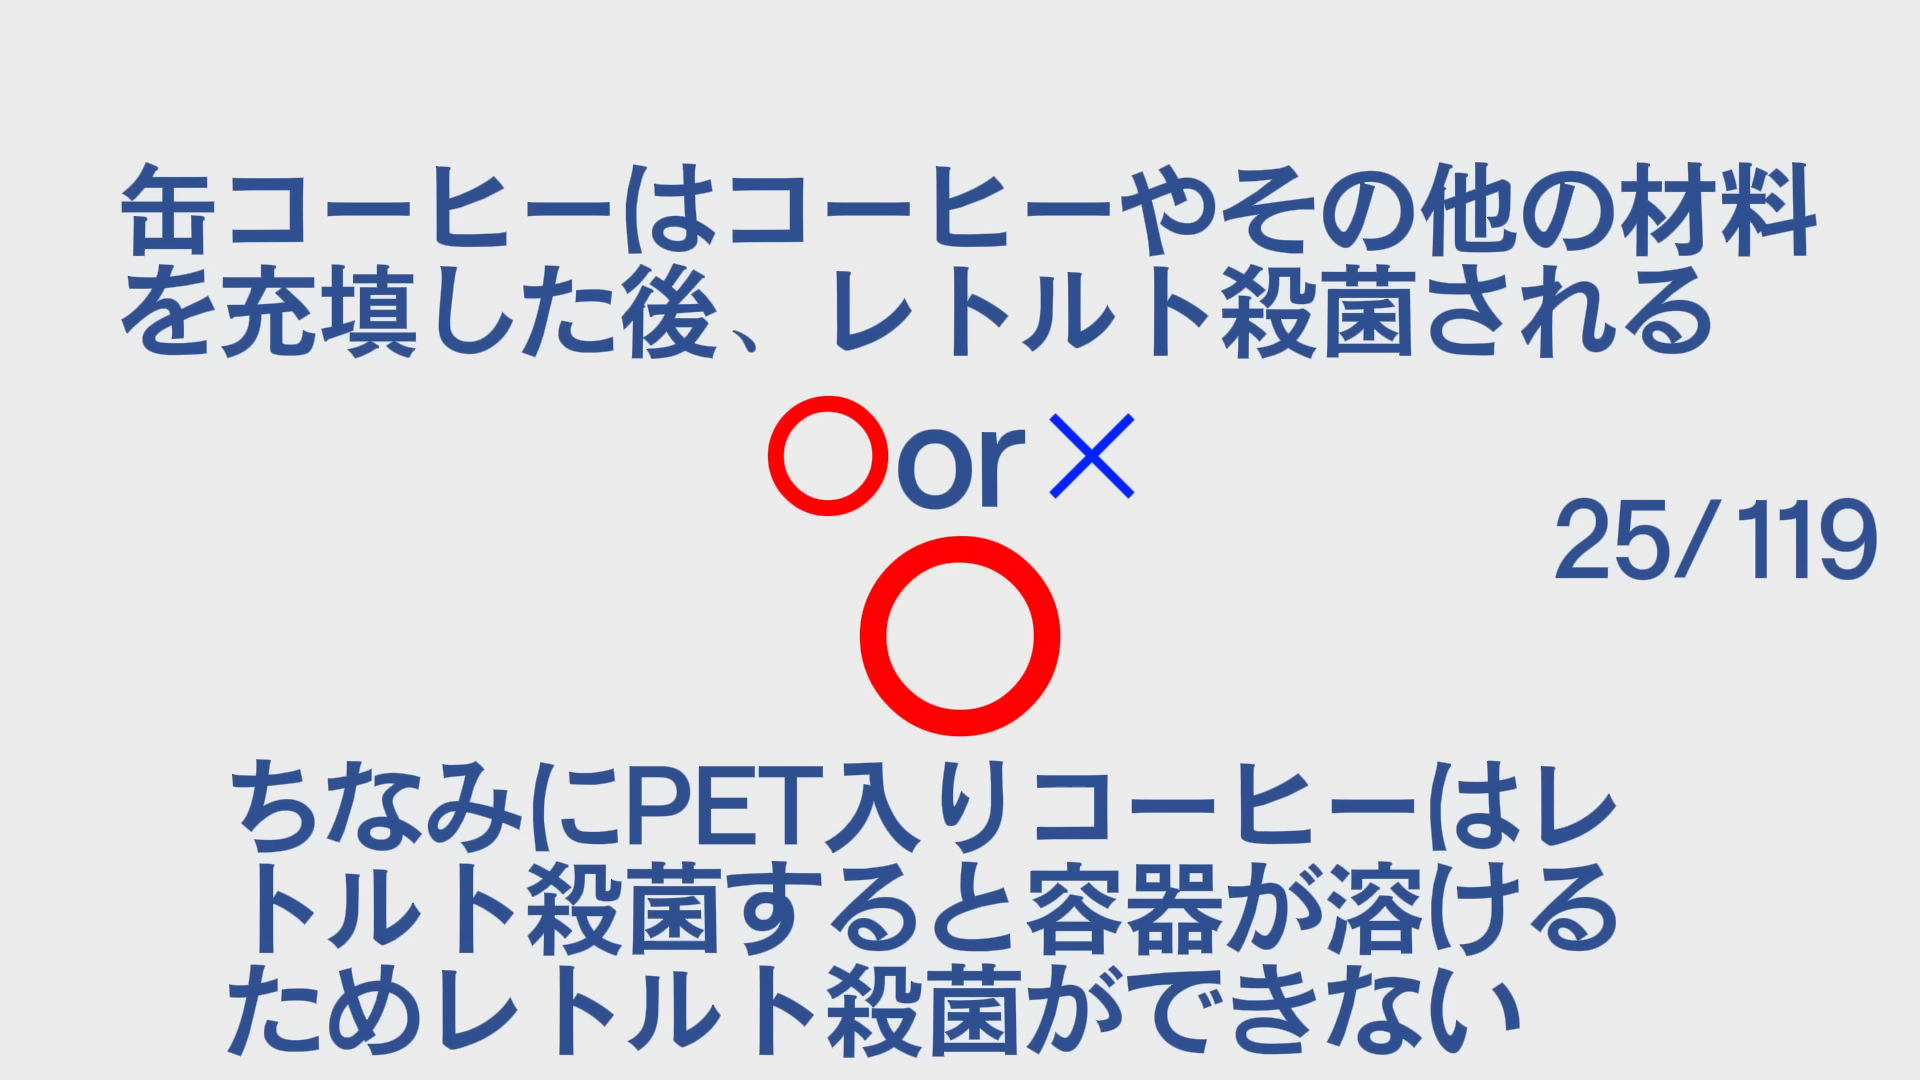 缶コーヒーはコーヒーやその他の材料
を充填した後、レトルト殺菌される
〇or×
25/119
〇
ちなみにPET入りコーヒーはレ
トルト殺菌すると容器が溶ける
ためレトルト殺菌ができない